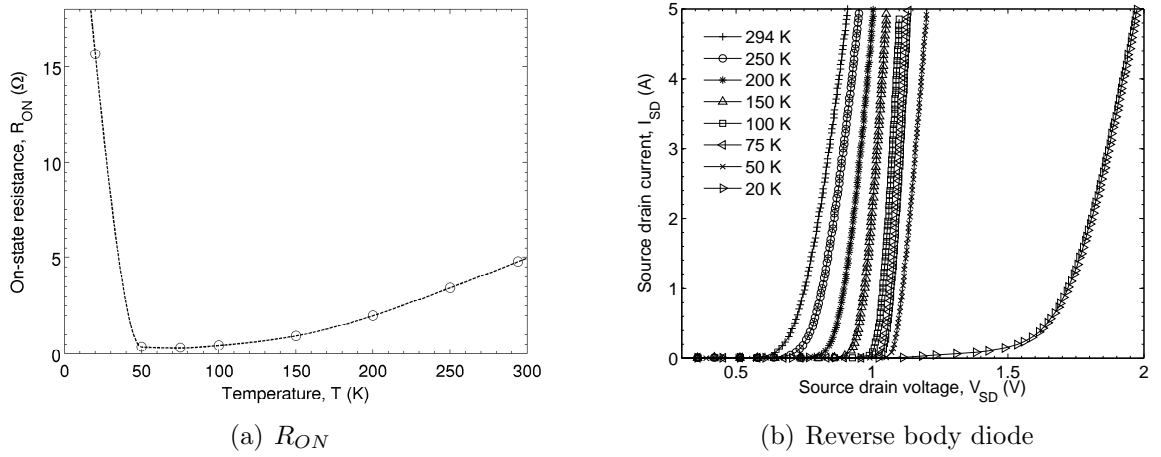 On-state resistance, R_ON (Ω)
15
10
5
0
0 50 100 150 200 250 300
Temperature, T (K)
(a) R_ON
Source drain current, I_SD (A)
5
4
3
2
1
0
294 K
250 K
200 K
150 K
100 K
75 K
50 K
20 K
0.5 1 1.5 2
Source drain voltage, V_SD (V)
(b) Reverse body diode